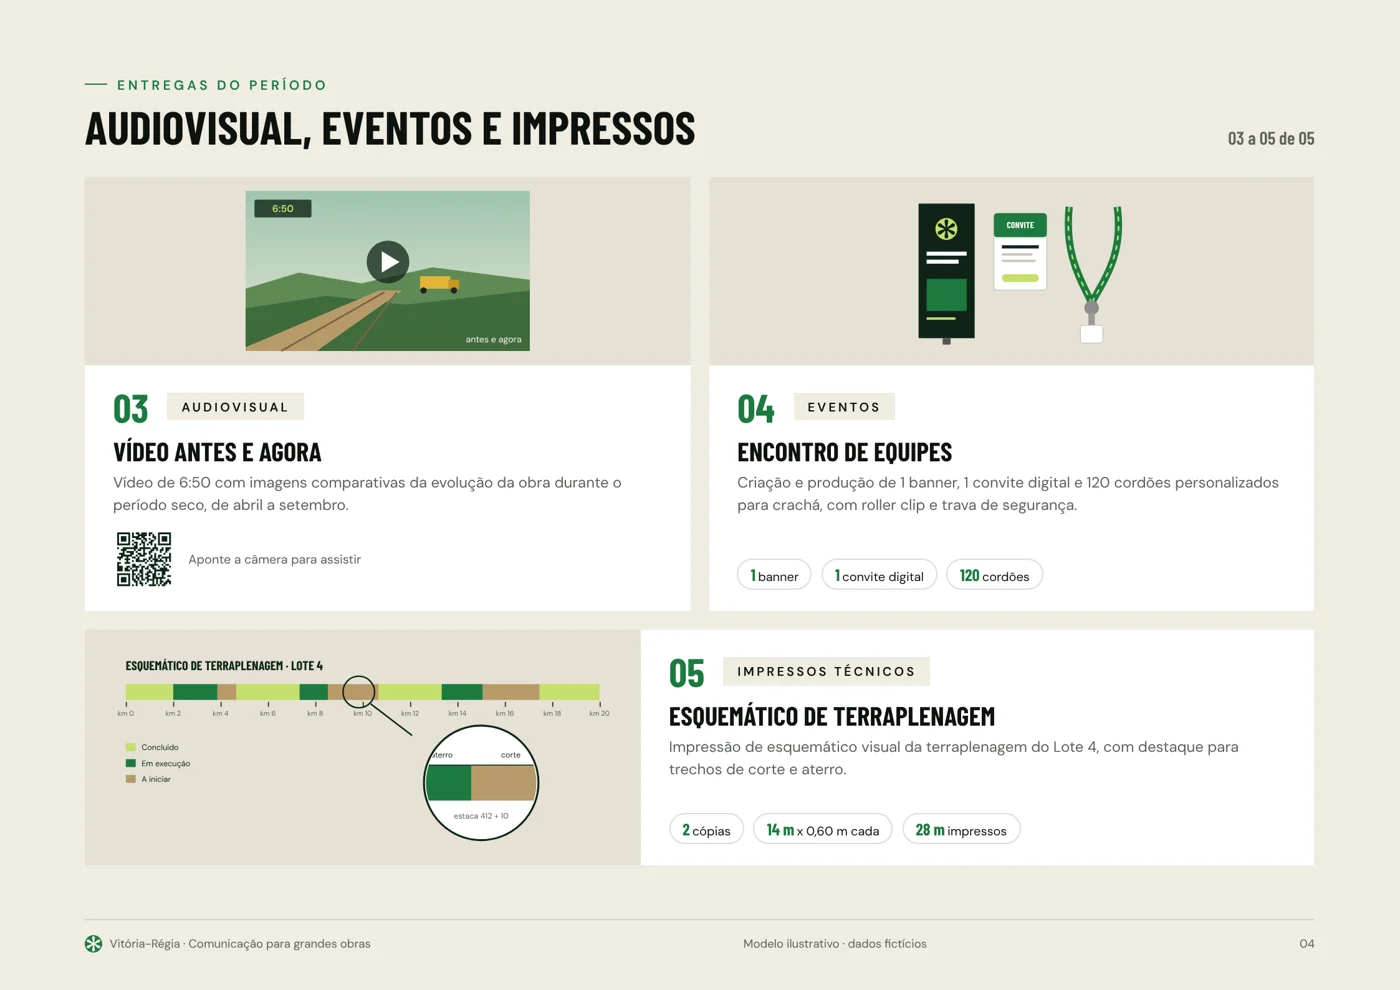 ENTREGAS DO PERÍODO
AUDIOVISUAL, EVENTOS E IMPRESSOS
03 a 05 de 05
6:50
antes e agora
CONVITE
03 AUDIOVISUAL
VÍDEO ANTES E AGORA
Vídeo de 6:50 com imagens comparativas da evolução da obra durante o
período seco, de abril a setembro.
Aponte a câmera para assistir
04 EVENTOS
ENCONTRO DE EQUIPES
Criação e produção de 1 banner, 1 convite digital e 120 cordões personalizados
para crachá, com roller clip e trava de segurança.
1 banner
1 convite digital
120 cordões
ESQUEMÁTICO DE TERRAPLENAGEM · LOTE 4
km 0 km 2 km 4 km 6 km 8 km 10 km 12 km 14 km 16 km 18 km 20
Concluído
Em execução
A iniciar
aterro corte
estaca 412 + 10
05 IMPRESSOS TÉCNICOS
ESQUEMÁTICO DE TERRAPLENAGEM
Impressão de esquemático visual da terraplenagem do Lote 4, com destaque para
trechos de corte e aterro.
2 cópias
14 m x 0,60 m cada
28 m impressos
Vitória-Régia · Comunicação para grandes obras
Modelo ilustrativo · dados fictícios
04